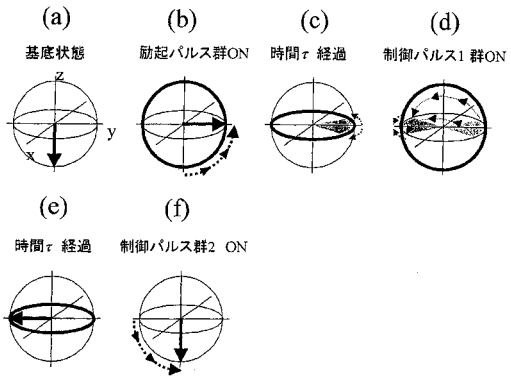 (a)
基底状態
z
y
x
(b)
励起パルス群ON
(c)
時間τ 経過
(d)
制御パルス1 群ON
(e)
時間τ 経過
(f)
制御パルス群2 ON